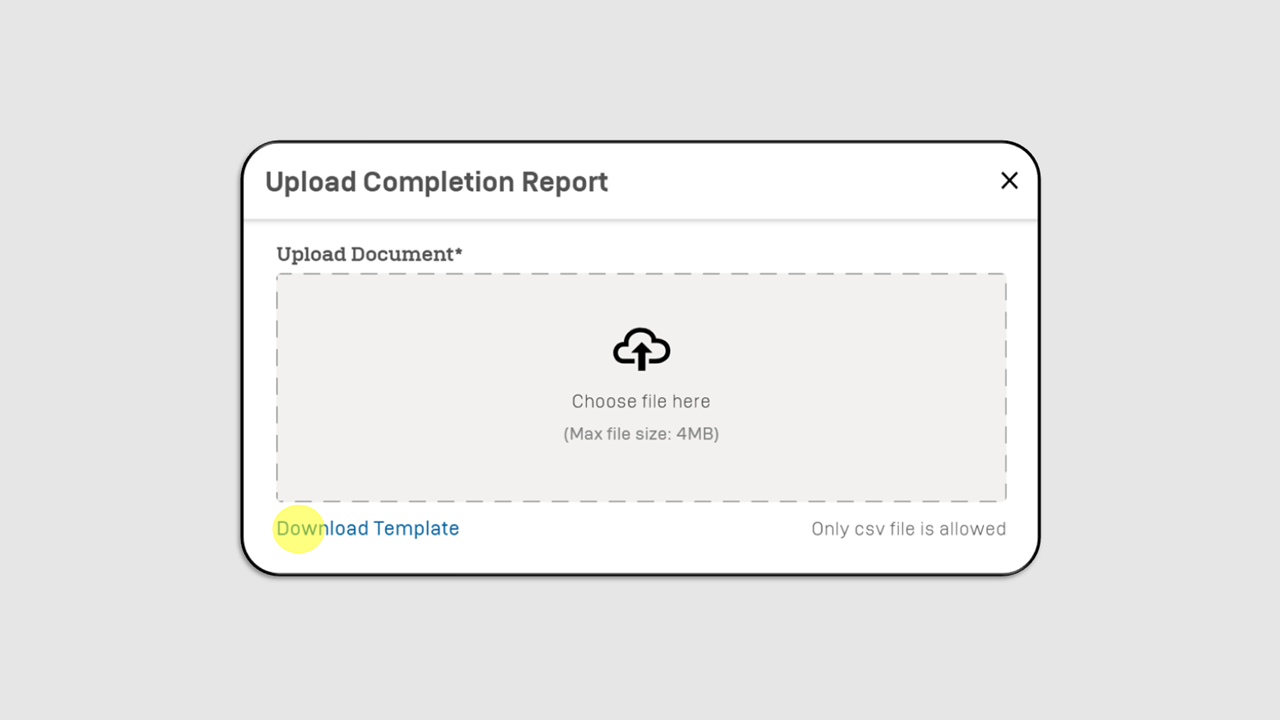 Upload Completion Report
Upload Document*
Choose file here
(Max file size: 4MB)
Download Template
Only csv file is allowed